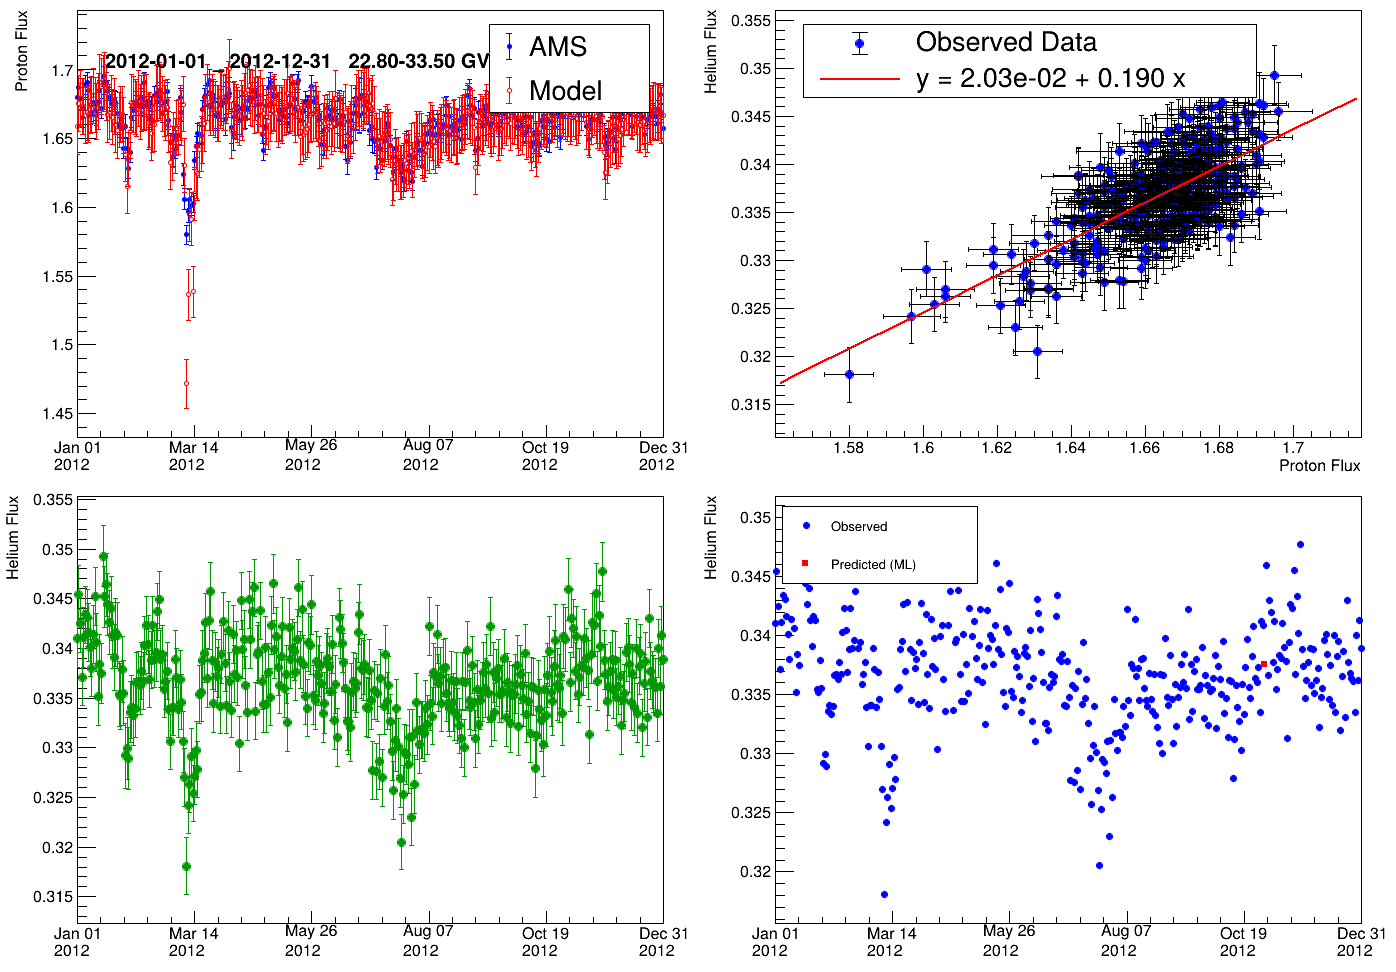 Proton Flux
1.7
1.65
1.6
1.55
1.5
1.45
2012-01-01 _ 2012-12-31 22.80-33.50 GV
AMS
Model
Jan 01 2012
Mar 14 2012
May 26 2012
Aug 07 2012
Oct 19 2012
Dec 31 2012
Helium Flux
0.355
0.35
0.345
0.34
0.335
0.33
0.325
0.32
0.315
Observed Data
y = 2.03e-02 + 0.190 x
1.58 1.6 1.62 1.64 1.66 1.68 1.7
Proton Flux
Helium Flux
0.355
0.35
0.345
0.34
0.335
0.33
0.325
0.32
0.315
Jan 01 2012
Mar 14 2012
May 26 2012
Aug 07 2012
Oct 19 2012
Dec 31 2012
Helium Flux
0.35
0.345
0.34
0.335
0.33
0.325
0.32
Observed
Predicted (ML)
Jan 01 2012
Mar 14 2012
May 26 2012
Aug 07 2012
Oct 19 2012
Dec 31 2012